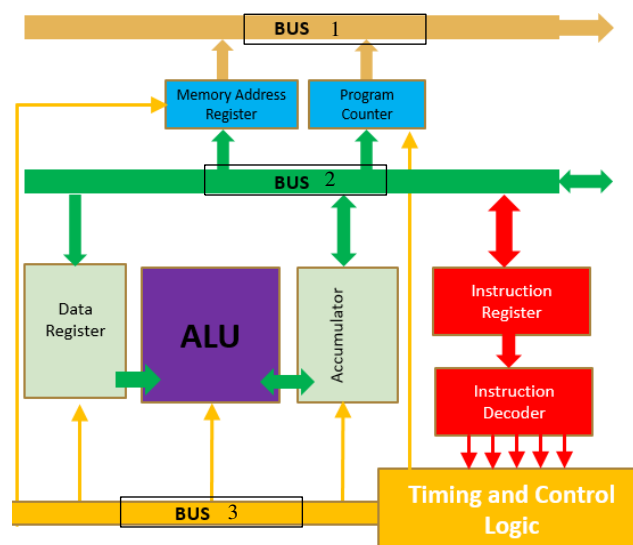 BUS 1
Memory Address
Register
Program
Counter
BUS 2
Data
Register
ALU
Accumulator
Instruction
Register
Instruction
Decoder
BUS 3
Timing and Control
Logic